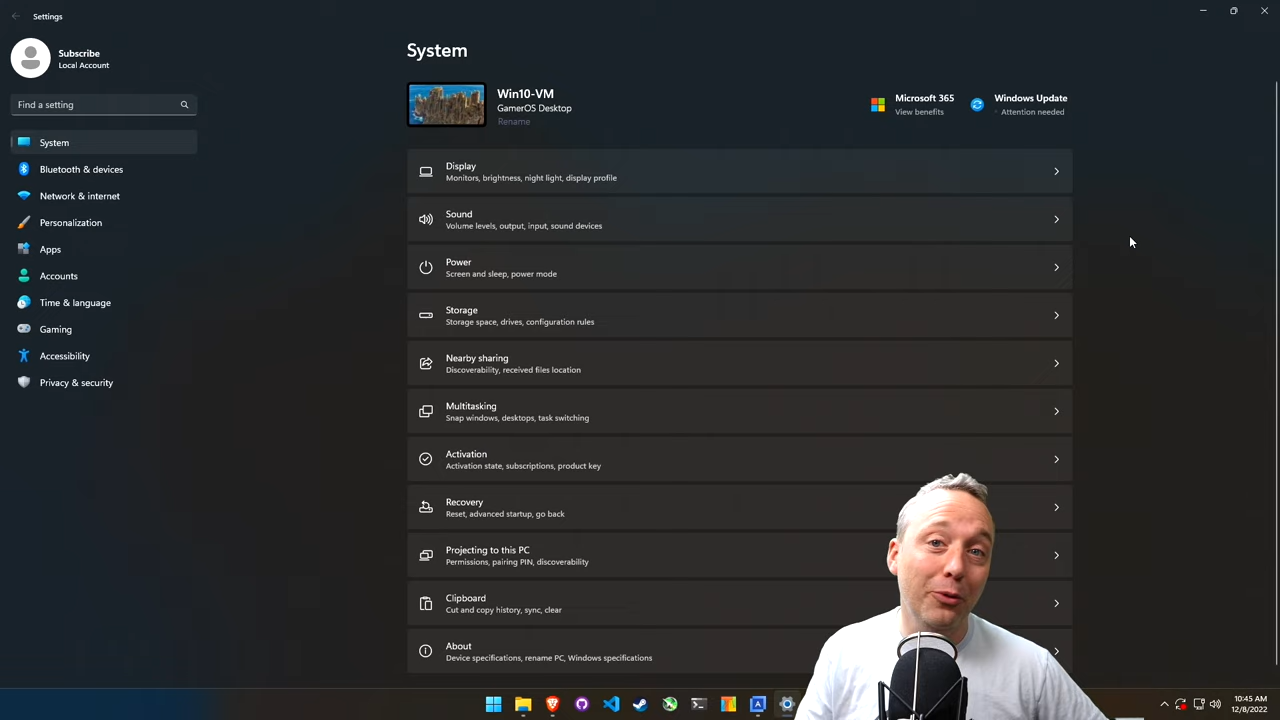 Settings
Subscribe
Local Account
Find a setting
System
Bluetooth & devices
Network & internet
Personalization
Apps
Accounts
Time & language
Gaming
Accessibility
Privacy & security
System
Win10-VM
GamerOS Desktop
Rename
Microsoft 365
View benefits
Windows Update
Attention needed
Display
Monitors, brightness, night light, display profile
Sound
Volume levels, output, input, sound devices
Power
Screen and sleep, power mode
Storage
Storage space, drives, configuration rules
Nearby sharing
Discoverability, received files location
Multitasking
Snap windows, desktops, task switching
Activation
Activation state, subscriptions, product key
Recovery
Reset, advanced startup, go back
Projecting to this PC
Permissions, pairing PIN, discoverability
Clipboard
Cut and copy history, sync, clear
About
Device specifications, rename PC, Windows specifications
10:45 AM
12/8/2022